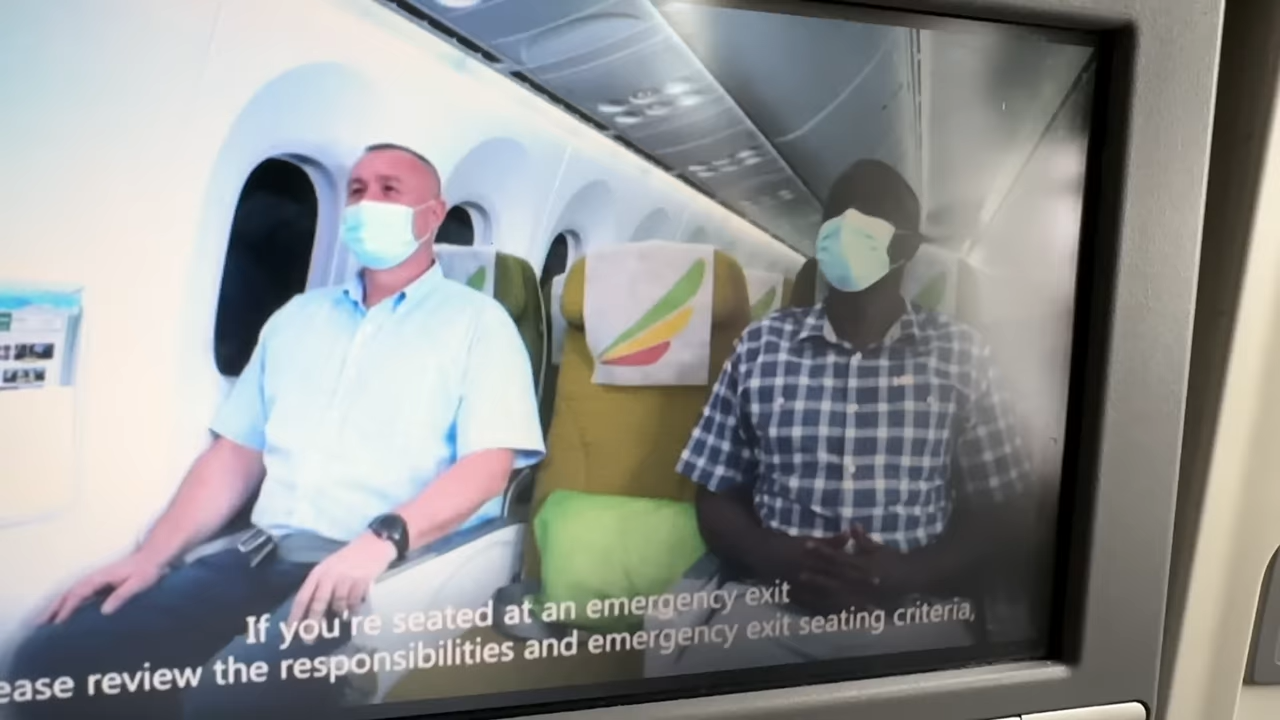 If you're seated at an emergency exit
ease review the responsibilities and emergency exit seating criteria,